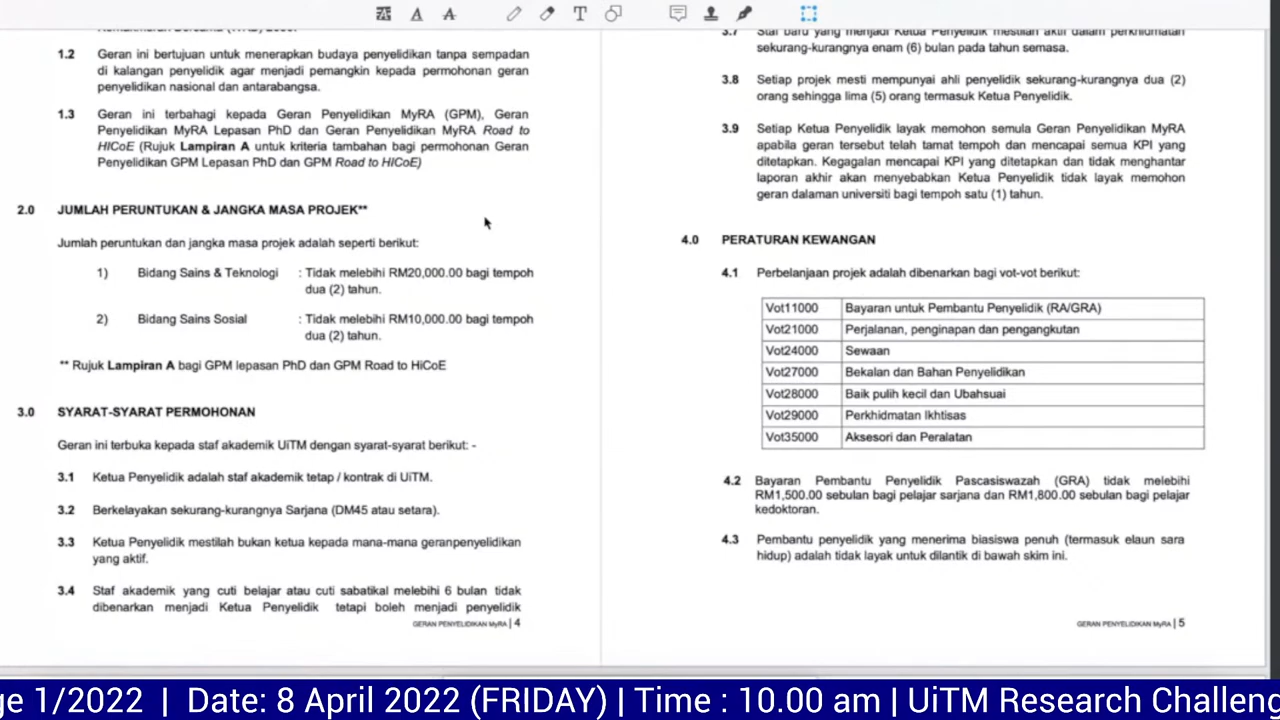 1.2 Geran ini bertujuan untuk menerapkan budaya penyelidikan tanpa sempadan
di kalangan penyelidik agar menjadi pemangkin kepada permohonan geran
penyelidikan nasional dan antarabangsa.
1.3 Geran ini terbahagi kepada Geran Penyelidikan MyRA (GPM), Geran
Penyelidikan MyRA Lepasan PhD dan Geran Penyelidikan MyRA Road to
HICoE (Rujuk Lampiran A untuk kriteria tambahan bagi permohonan Geran
Penyelidikan GPM Lepasan PhD dan GPM Road to HICoE)
2.0 JUMLAH PERUNTUKAN & JANGKA MASA PROJEK**
Jumlah peruntukan dan jangka masa projek adalah seperti berikut:
1) Bidang Sains & Teknologi : Tidak melebihi RM20,000.00 bagi tempoh
dua (2) tahun.
2) Bidang Sains Sosial : Tidak melebihi RM10,000.00 bagi tempoh
dua (2) tahun.
** Rujuk Lampiran A bagi GPM lepasan PhD dan GPM Road to HiCoE
3.0 SYARAT-SYARAT PERMOHONAN
Geran ini terbuka kepada staf akademik UiTM dengan syarat-syarat berikut: -
3.1 Ketua Penyelidik adalah staf akademik tetap / kontrak di UiTM.
3.2 Berkelayakan sekurang-kurangnya Sarjana (DM45 atau setara).
3.3 Ketua Penyelidik mestilah bukan ketua kepada mana-mana geranpenyelidikan
yang aktif.
3.4 Staf akademik yang cuti belajar atau cuti sabatikal melebihi 6 bulan tidak
dibenarkan menjadi Ketua Penyelidik tetapi boleh menjadi penyelidik
GERAN PENYELIDIKAN MyRA | 4
3.7 Staf baru yang menjadi Ketua Penyelidik mestilah aktif dalam perkhidmatan
sekurang-kurangnya enam (6) bulan pada tahun semasa.
3.8 Setiap projek mesti mempunyai ahli penyelidik sekurang-kurangnya dua (2)
orang sehingga lima (5) orang termasuk Ketua Penyelidik.
3.9 Setiap Ketua Penyelidik layak memohon semula Geran Penyelidikan MyRA
apabila geran tersebut telah tamat tempoh dan mencapai semua KPI yang
ditetapkan. Kegagalan mencapai KPI yang ditetapkan dan tidak menghantar
laporan akhir akan menyebabkan Ketua Penyelidik tidak layak memohon
geran dalaman universiti bagi tempoh satu (1) tahun.
4.0 PERATURAN KEWANGAN
4.1 Perbelanjaan projek adalah dibenarkan bagi vot-vot berikut:
Vot11000 Bayaran untuk Pembantu Penyelidik (RA/GRA)
Vot21000 Perjalanan, penginapan dan pengangkutan
Vot24000 Sewaan
Vot27000 Bekalan dan Bahan Penyelidikan
Vot28000 Baik pulih kecil dan Ubahsuai
Vot29000 Perkhidmatan Ikhtisas
Vot35000 Aksesori dan Peralatan
4.2 Bayaran Pembantu Penyelidik Pascasiswazah (GRA) tidak melebihi
RM1,500.00 sebulan bagi pelajar sarjana dan RM1,800.00 sebulan bagi pelajar
kedoktoran.
4.3 Pembantu penyelidik yang menerima biasiswa penuh (termasuk elaun sara
hidup) adalah tidak layak untuk dilantik di bawah skim ini.
GERAN PENYELIDIKAN MyRA | 5
ge 1/2022 | Date: 8 April 2022 (FRIDAY) | Time : 10.00 am | UiTM Research Challeng